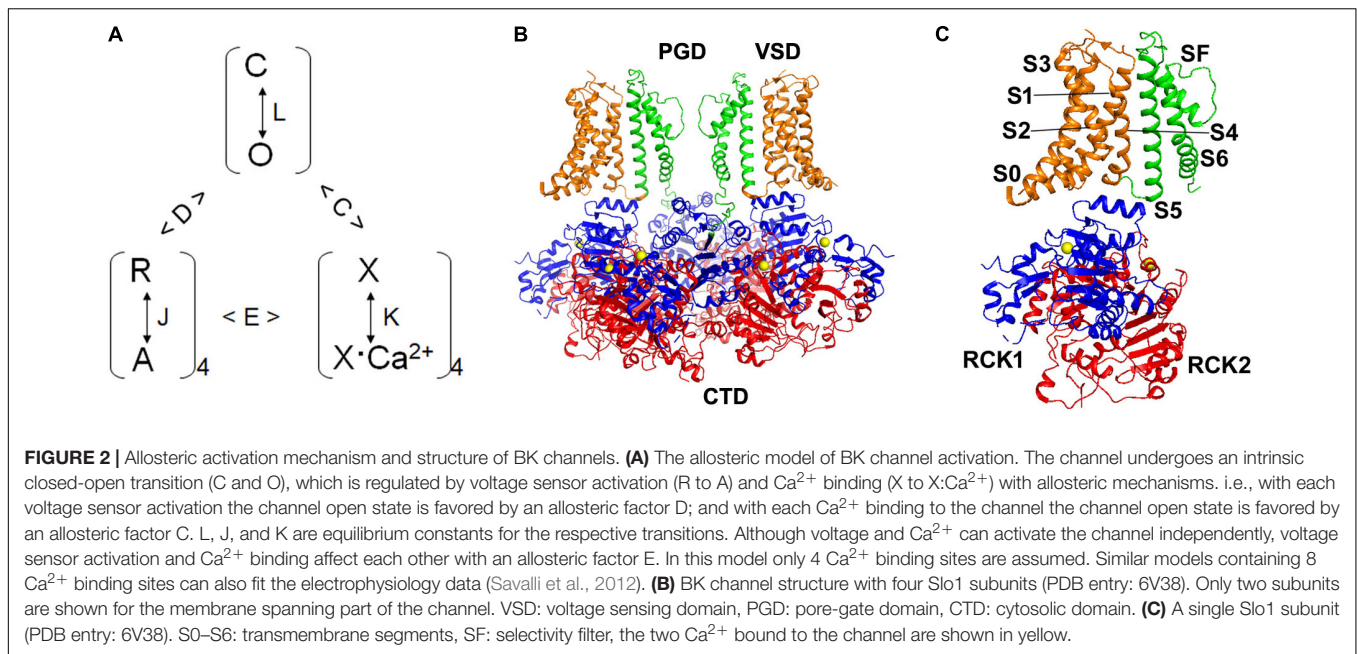 A
C
L
O
< D >
< C >
R
J
A
4
< E >
X
K
X·Ca2+
4
B
PGD
VSD
CTD
C
S3
SF
S1
S2
S4
S6
S0
S5
RCK1
RCK2
FIGURE 2 | Allosteric activation mechanism and structure of BK channels. (A) The allosteric model of BK channel activation. The channel undergoes an intrinsic
closed-open transition (C and O), which is regulated by voltage sensor activation (R to A) and Ca2+ binding (X to X:Ca2+) with allosteric mechanisms. i.e., with each
voltage sensor activation the channel open state is favored by an allosteric factor D; and with each Ca2+ binding to the channel the channel open state is favored by
an allosteric factor C. L, J, and K are equilibrium constants for the respective transitions. Although voltage and Ca2+ can activate the channel independently, voltage
sensor activation and Ca2+ binding affect each other with an allosteric factor E. In this model only 4 Ca2+ binding sites are assumed. Similar models containing 8
Ca2+ binding sites can also fit the electrophysiology data (Savalli et al., 2012). (B) BK channel structure with four Slo1 subunits (PDB entry: 6V38). Only two subunits
are shown for the membrane spanning part of the channel. VSD: voltage sensing domain, PGD: pore-gate domain, CTD: cytosolic domain. (C) A single Slo1 subunit
(PDB entry: 6V38). S0–S6: transmembrane segments, SF: selectivity filter, the two Ca2+ bound to the channel are shown in yellow.